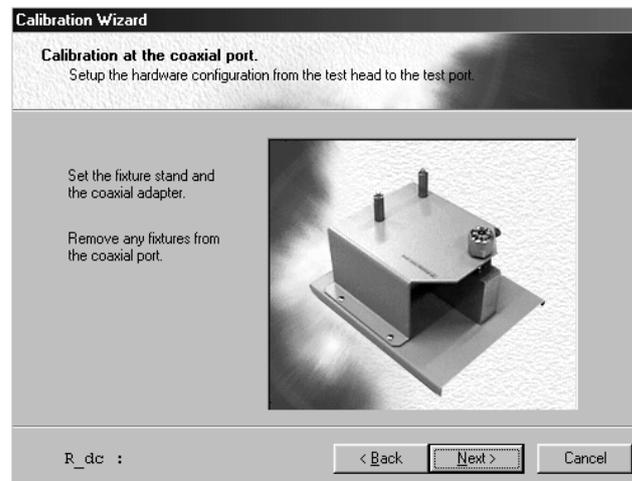 Calibration Wizard
Calibration at the coaxial port.
Setup the hardware configuration from the test head to the test port.
Set the fixture stand and
the coaxial adapter.
Remove any fixtures from
the coaxial port.
R_dc :
< Back
Next >
Cancel